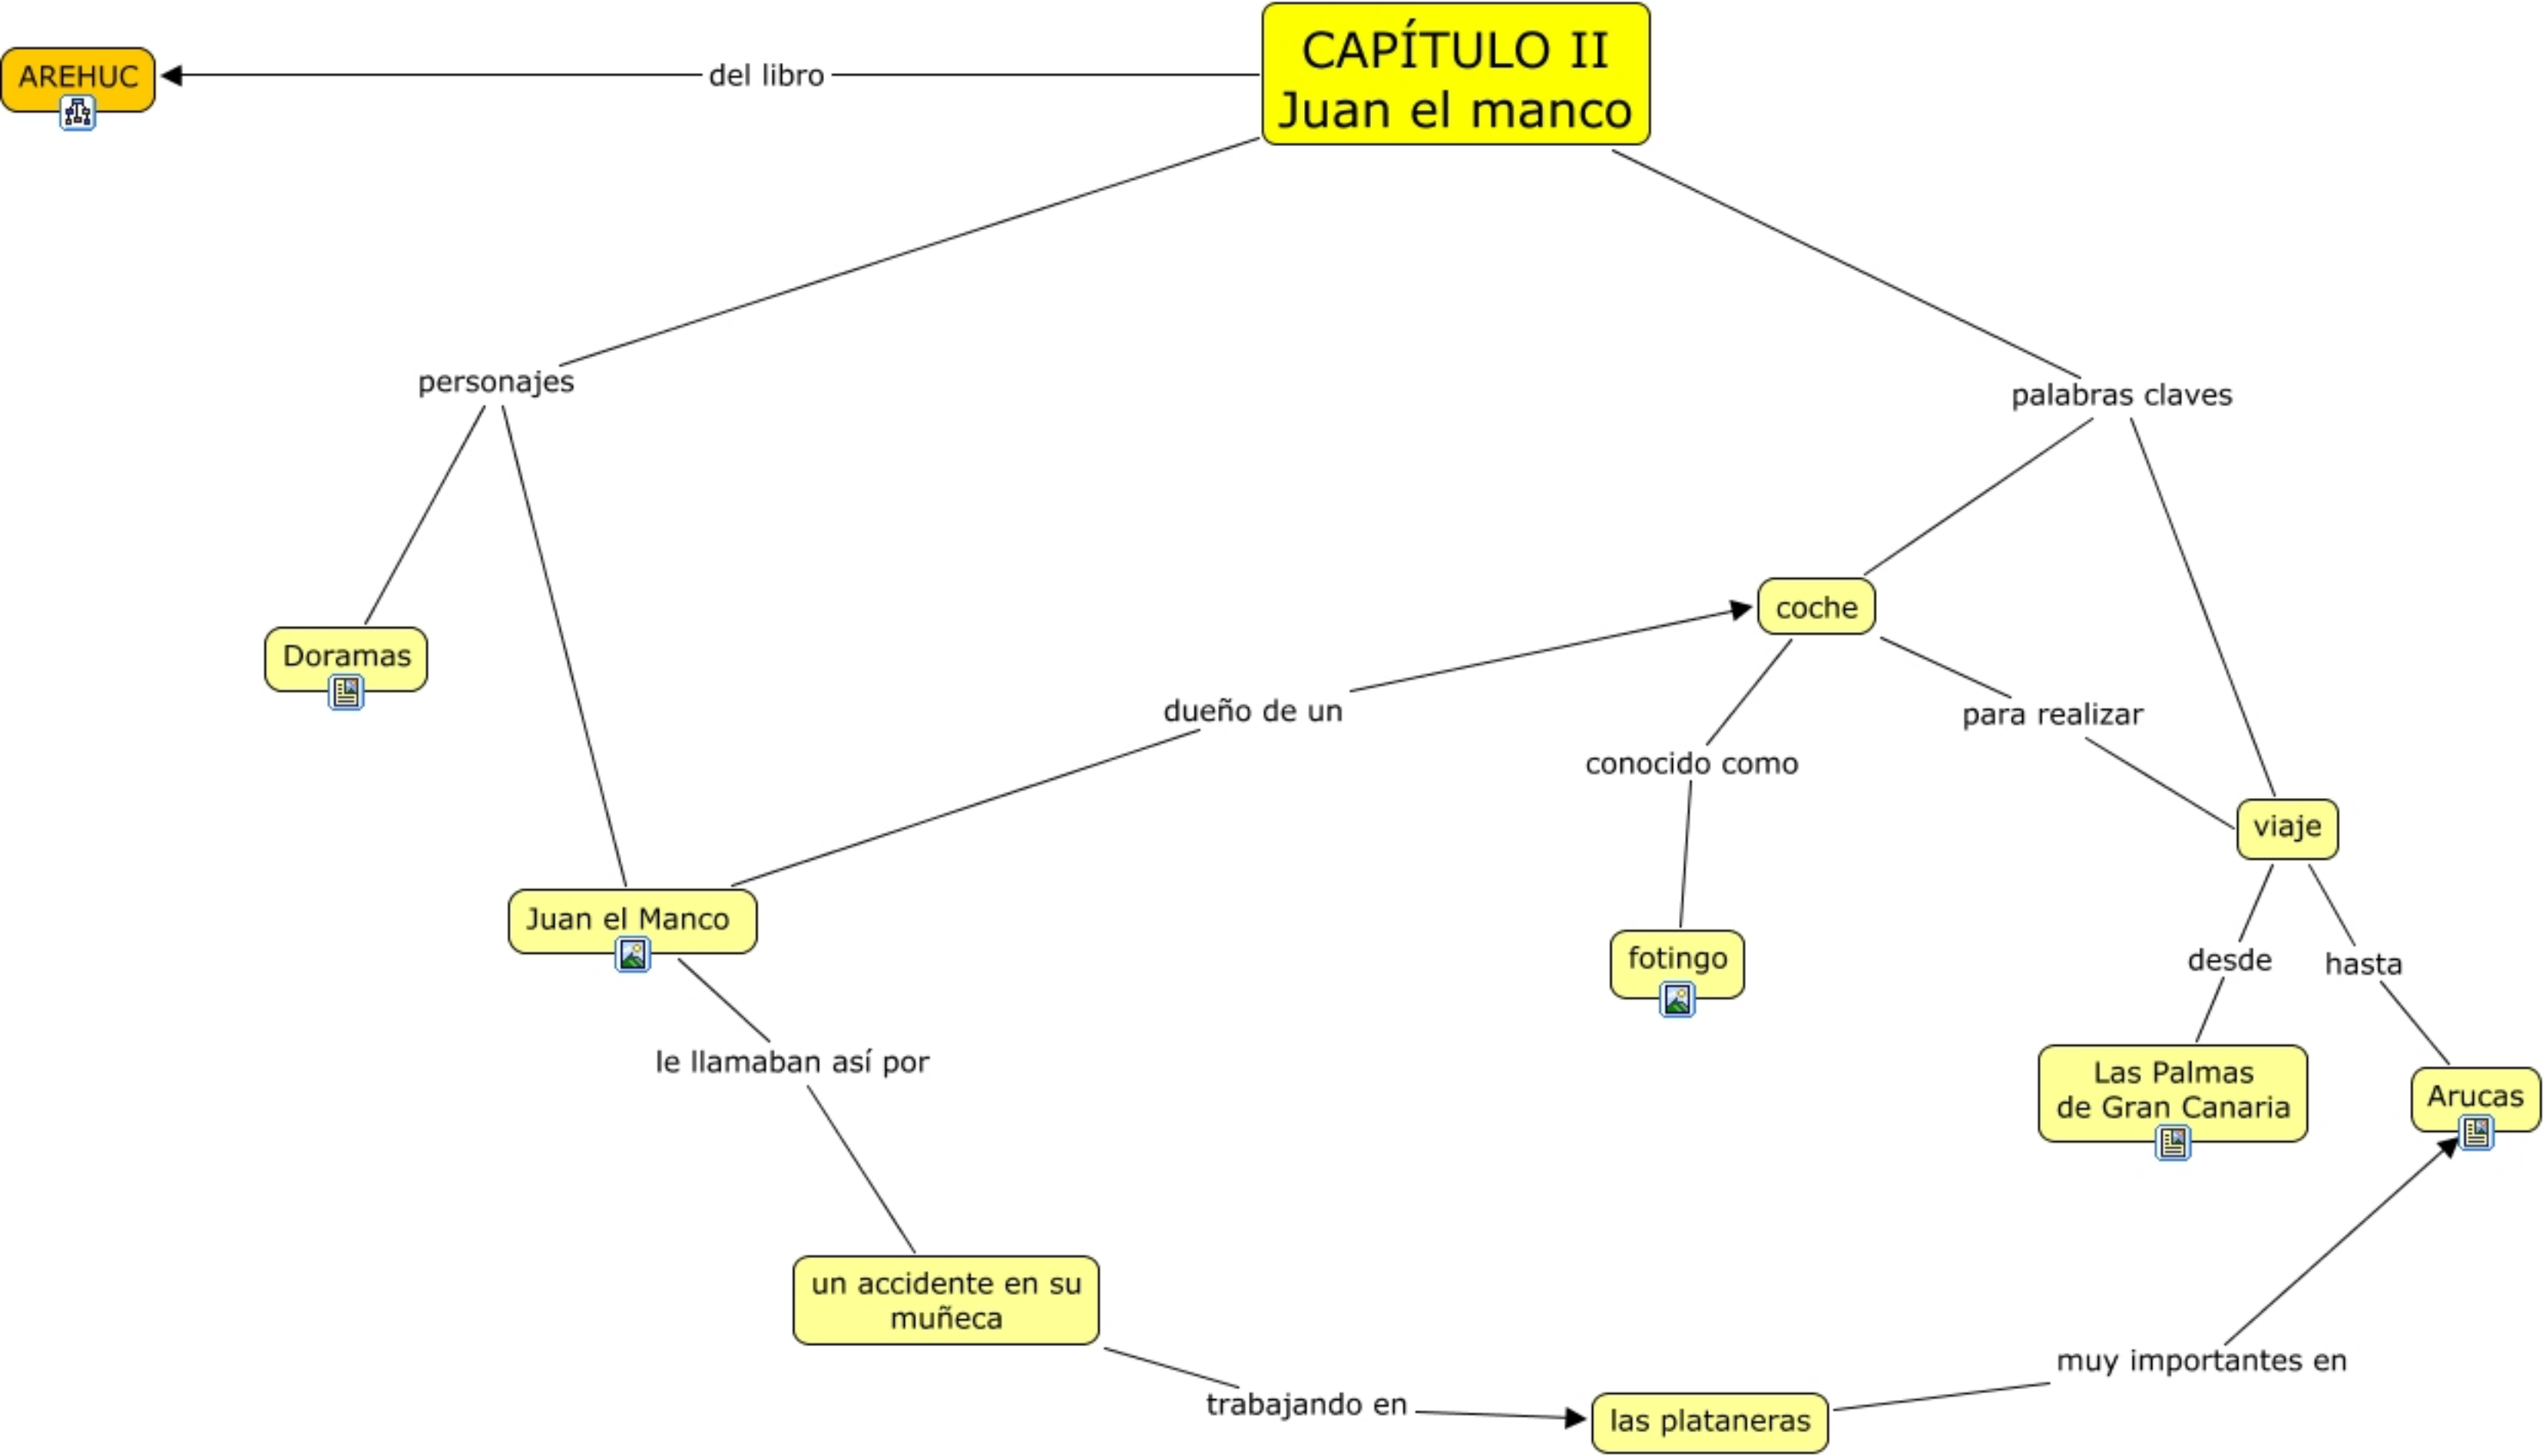 CAPÍTULO II
Juan el manco
del libro
AREHUC
personajes
palabras claves
coche
Doramas
dueño de un
para realizar
conocido como
viaje
Juan el Manco
fotingo
desde
hasta
le llamaban así por
Las Palmas
de Gran Canaria
Arucas
un accidente en su
muñeca
muy importantes en
trabajando en
las plataneras